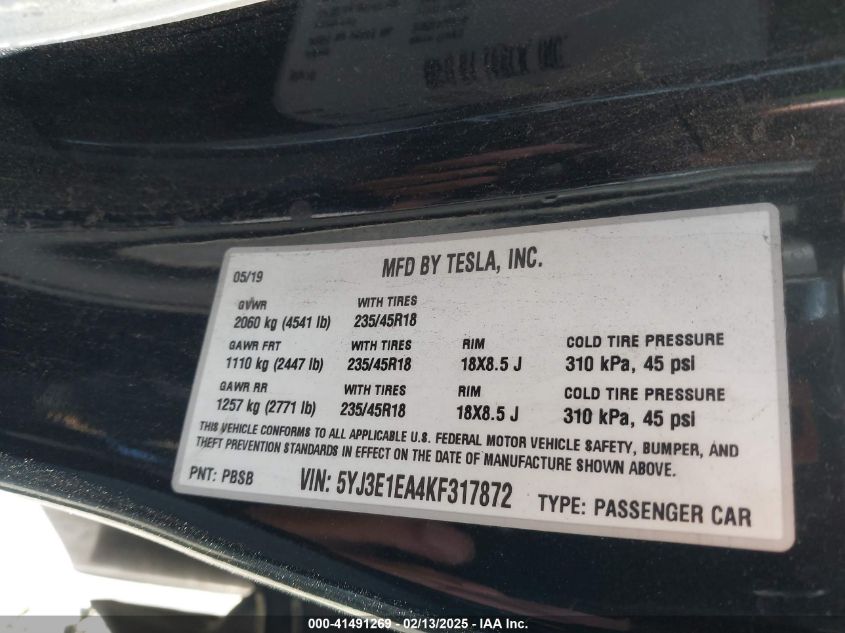 05/19 MFD BY TESLA, INC.
GVWR WITH TIRES
2060 kg (4541 lb) 235/45R18
GAWR FRT WITH TIRES RIM COLD TIRE PRESSURE
1110 kg (2447 lb) 235/45R18 18X8.5 J 310 kPa, 45 psi
GAWR RR WITH TIRES RIM COLD TIRE PRESSURE
1257 kg (2771 lb) 235/45R18 18X8.5 J 310 kPa, 45 psi
THIS VEHICLE CONFORMS TO ALL APPLICABLE U.S. FEDERAL MOTOR VEHICLE SAFETY, BUMPER, AND
THEFT PREVENTION STANDARDS IN EFFECT ON THE DATE OF MANUFACTURE SHOWN ABOVE.
PNT: PBSB VIN: 5YJ3E1EA4KF317872 TYPE: PASSENGER CAR
000-41491269 - 02/13/2025 - IAA Inc.